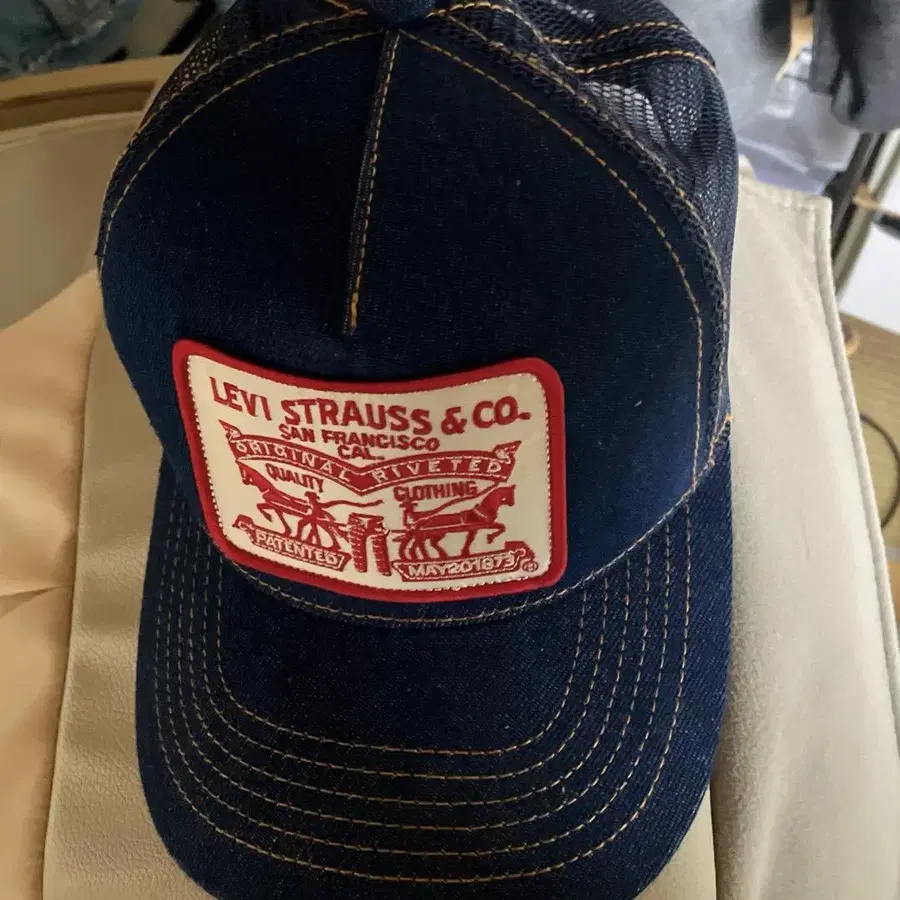 LEVI STRAUSS & CO.
SAN FRANCISCO
CAL.
ORIGINAL RIVETED
QUALITY CLOTHING
PATENTED MAY 20 1873